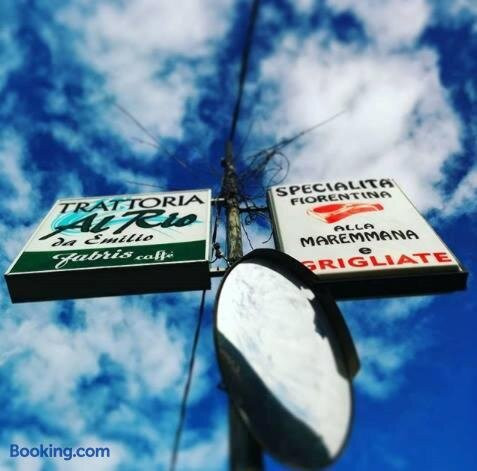 TRATTORIA
Al Rio
da Emilio
fabris caffè
SPECIALITÀ
FIORENTINA
ALLA
MAREMMANA
e
GRIGLIATE
Booking.com